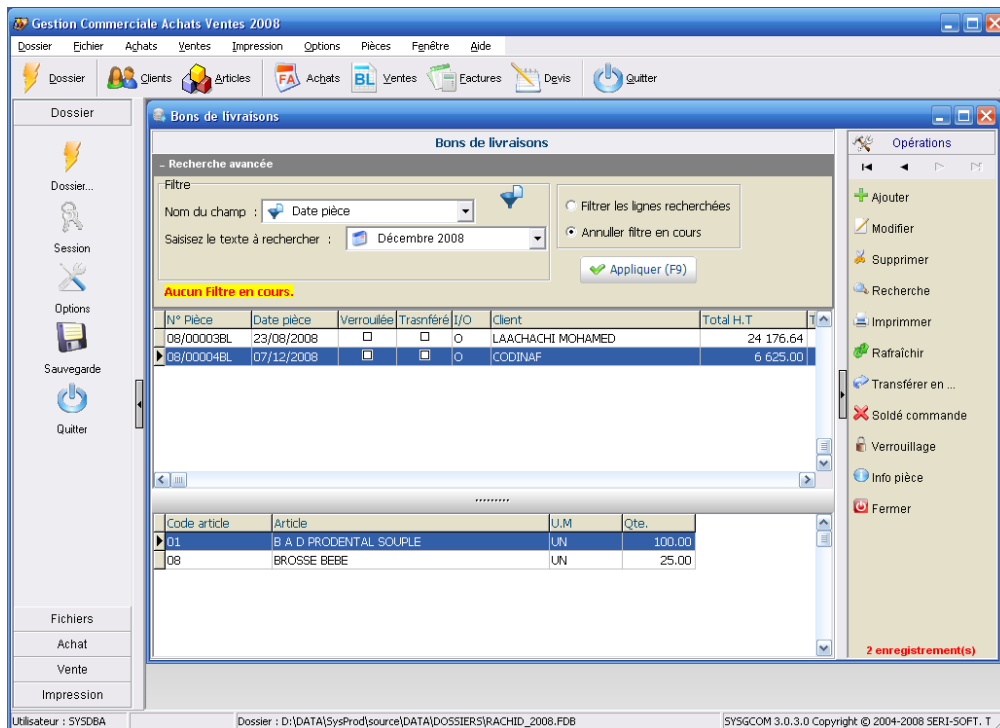 Gestion Commerciale Achats Ventes 2008
Dossier Fichier Achats Ventes Impression Options Pièces Fenêtre Aide
Dossier Clients Articles FA Achats BL Ventes Factures Devis Quitter
Dossier
Dossier...
Session
Options
Sauvegarde
Quitter
Fichiers
Achat
Vente
Impression
Bons de livraisons
Bons de livraisons
- Recherche avancée
Filtre
Nom du champ : Date pièce
Saisisez le texte à rechercher : Décembre 2008
Filtrer les lignes recherchées
Annuller filtre en cours
Appliquer (F9)
Aucun Filtre en cours.
N° Pièce Date pièce Verrouilée Trasnféré I/O Client Total H.T T
08/00003BL 23/08/2008 O LAACHACHI MOHAMED 24 176.64
08/00004BL 07/12/2008 O CODINAF 6 625.00
Code article Article U.M Qte.
01 B A D PRODENTAL SOUPLE UN 100.00
08 BROSSE BEBE UN 25.00
Opérations
Ajouter
Modifier
Supprimer
Recherche
Imprimmer
Rafraîchir
Transférer en ...
Soldé commande
Verrouillage
Info pièce
Fermer
2 enregistrement(s)
Utilisateur : SYSDBA Dossier : D:\DATA\SysProd\source\DATA\DOSSIERS\RACHID_2008.FDB SYSGCOM 3.0.3.0 Copyright © 2004-2008 SERI-SOFT. T